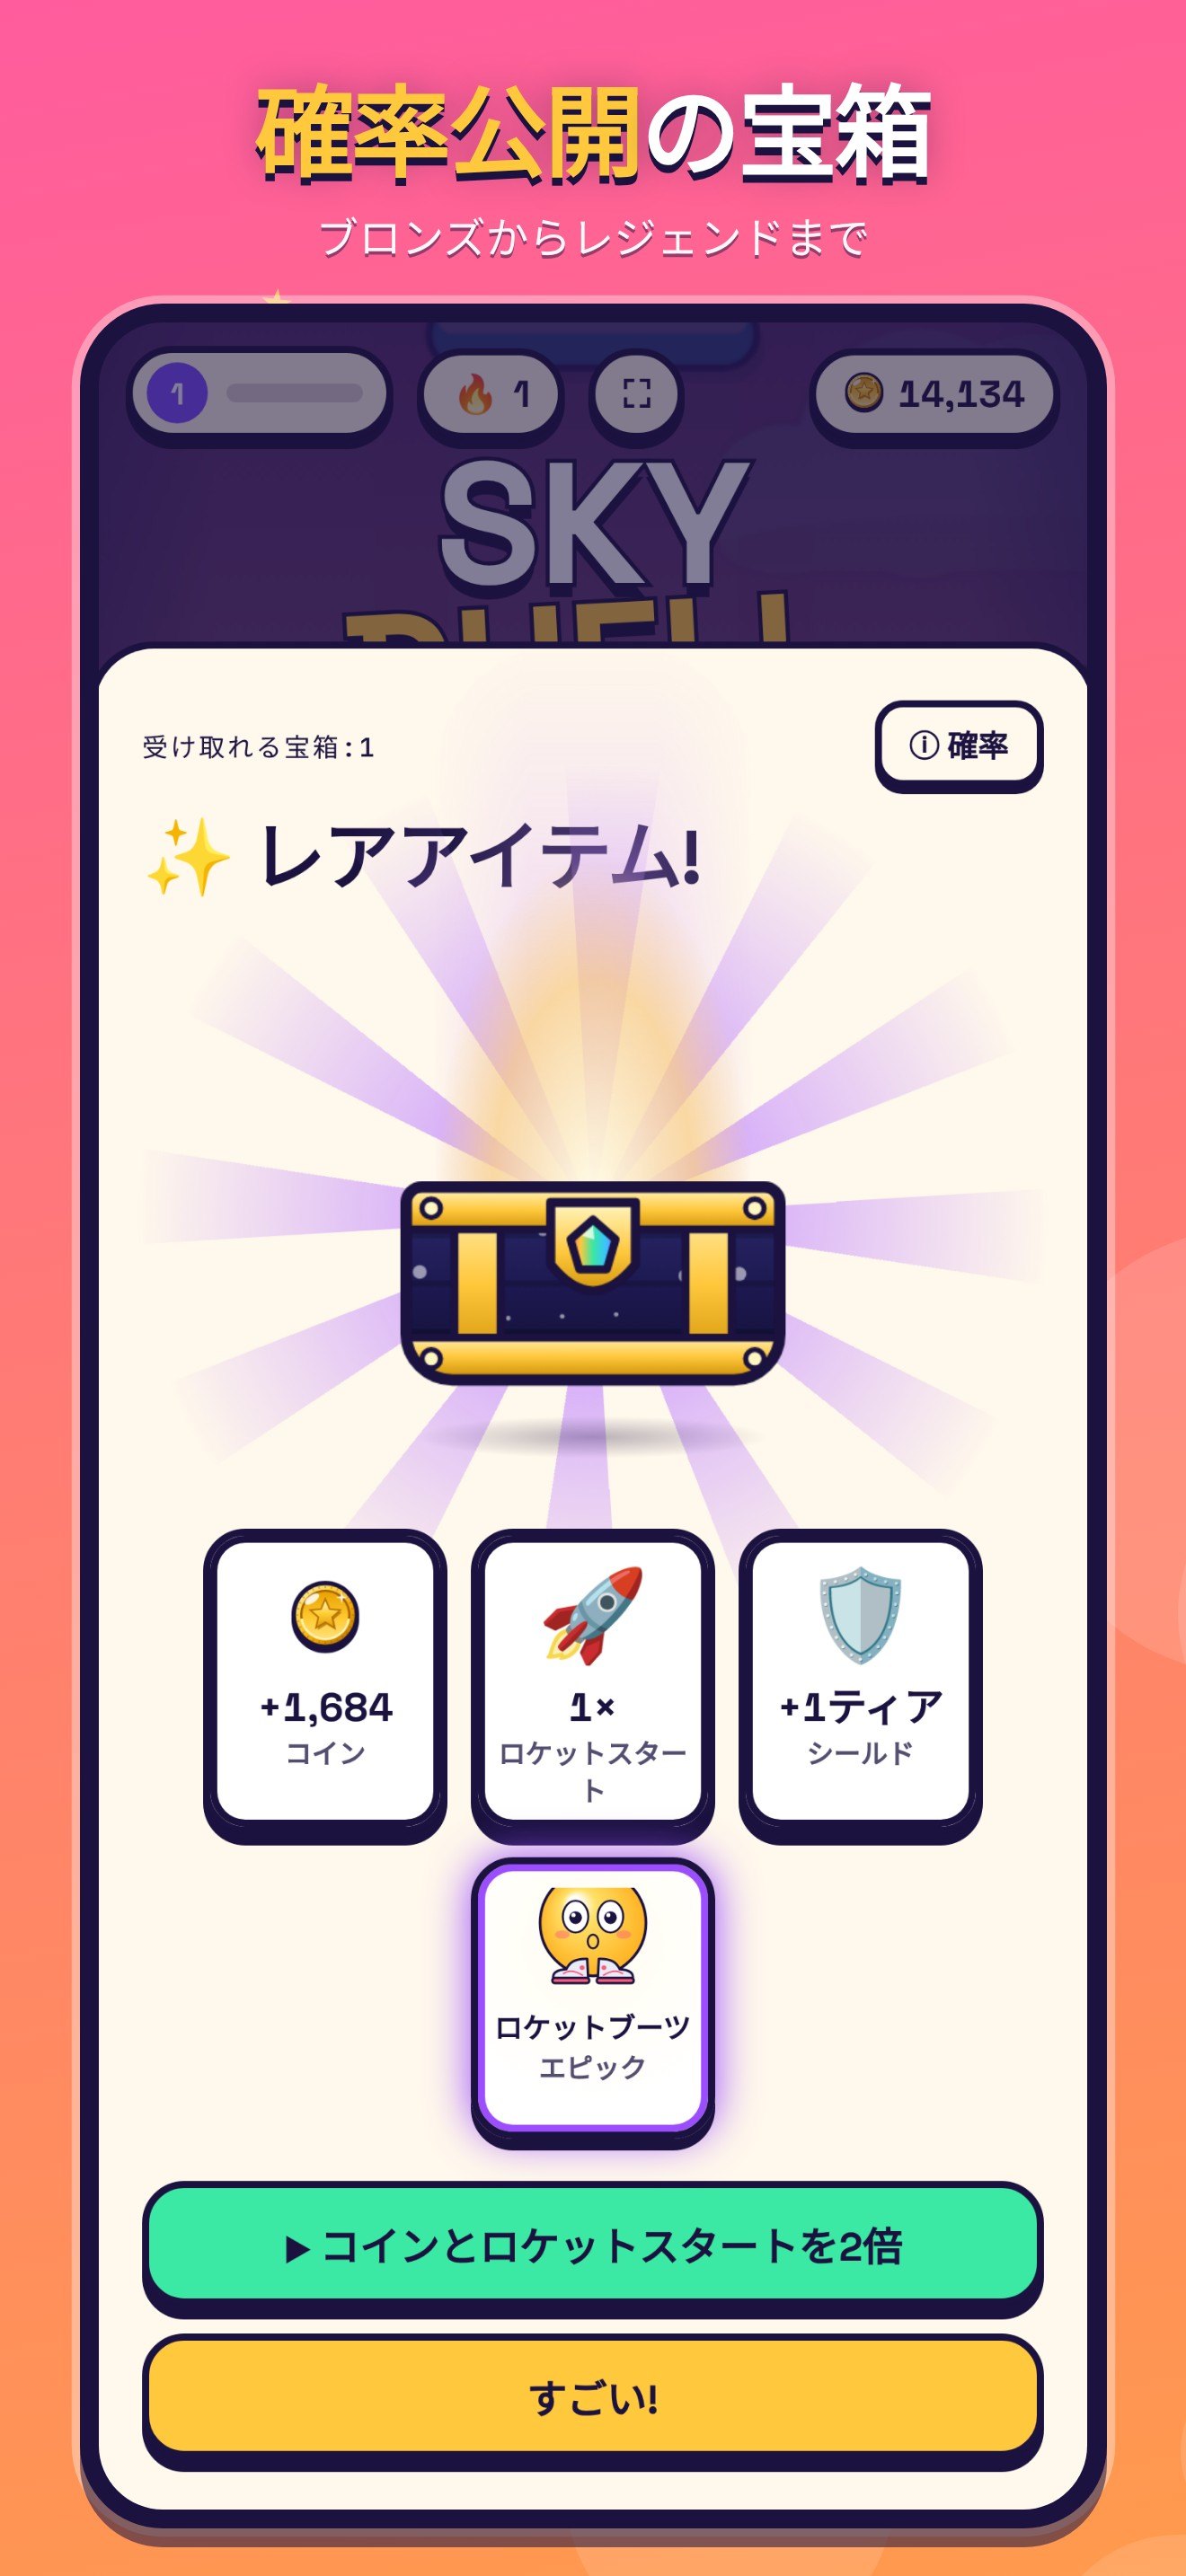 確率公開の宝箱
ブロンズからレジェンドまで
1
1
14,134
SKY
DUEL!
受け取れる宝箱:1
ⓘ 確率
✨ レアアイテム!
+1,684
コイン
1×
ロケットスター
ト
+1ティア
シールド
ロケットブーツ
エピック
▶ コインとロケットスタートを2倍
すごい!